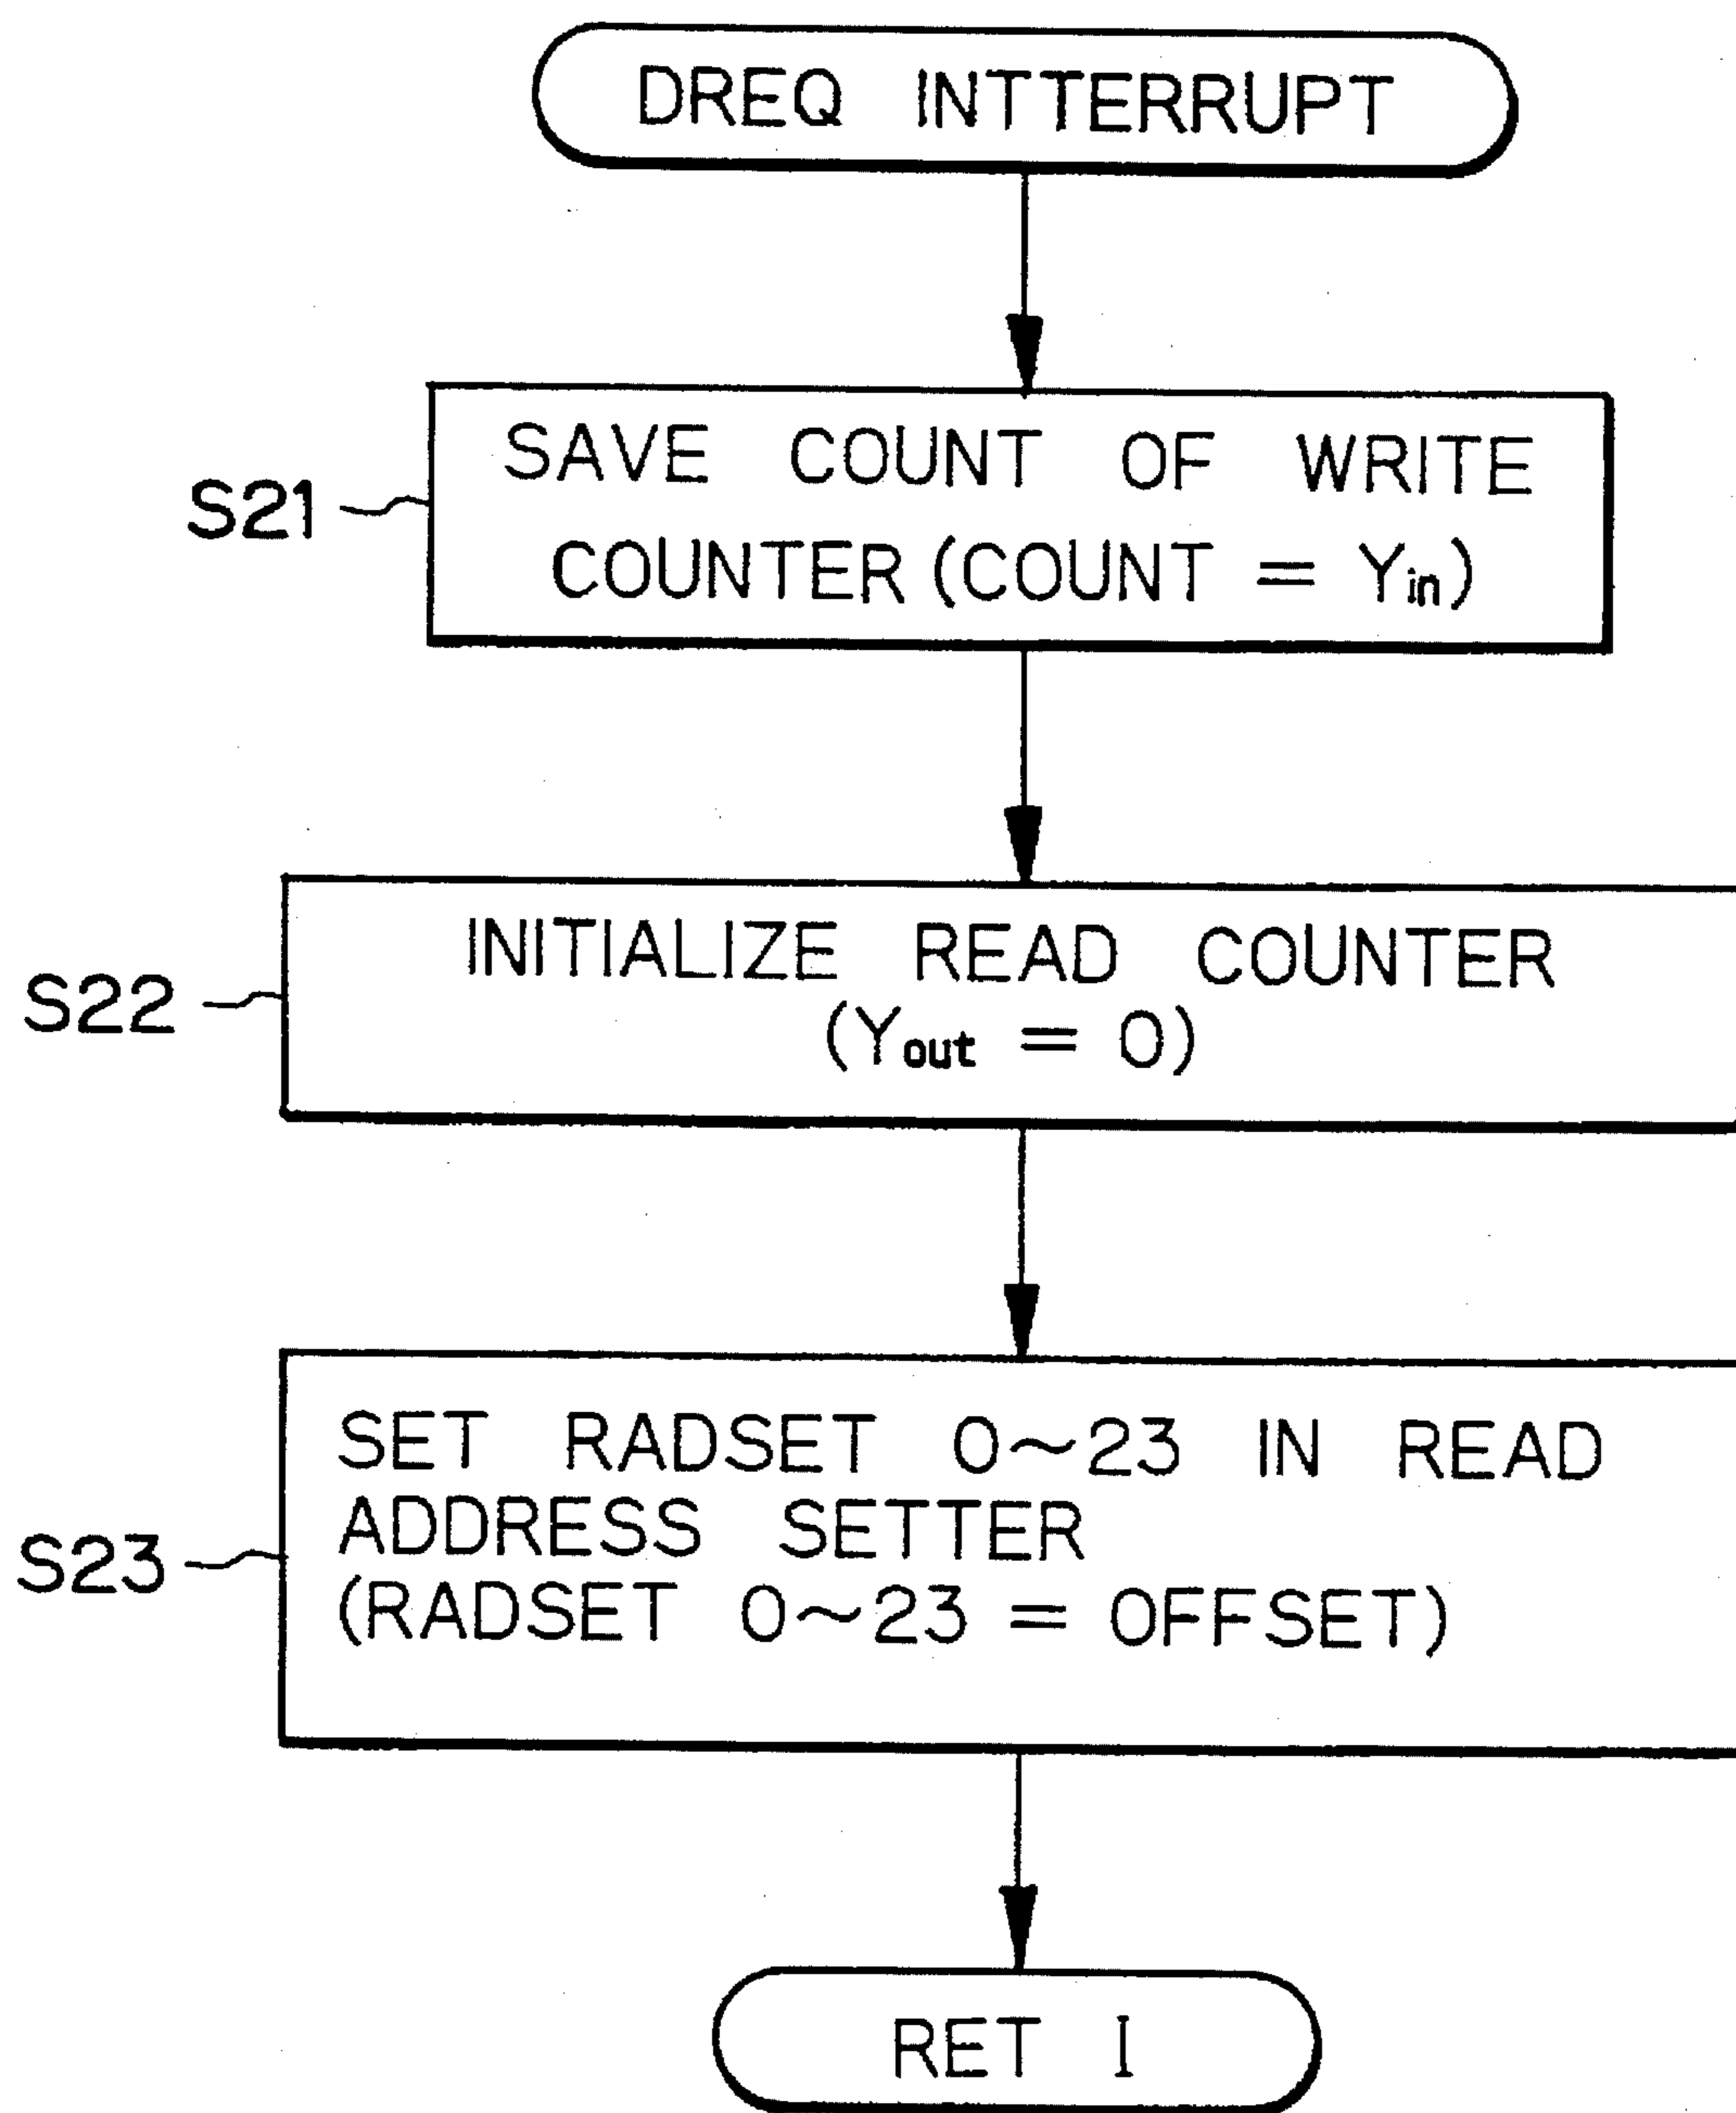 DREQ INTTERRUPT
S21
SAVE COUNT OF WRITE
COUNTER (COUNT = Yin)
S22
INITIALIZE READ COUNTER
(Yout = 0)
S23
SET RADSET 0~23 IN READ
ADDRESS SETTER
(RADSET 0~23 = OFFSET)
RET I